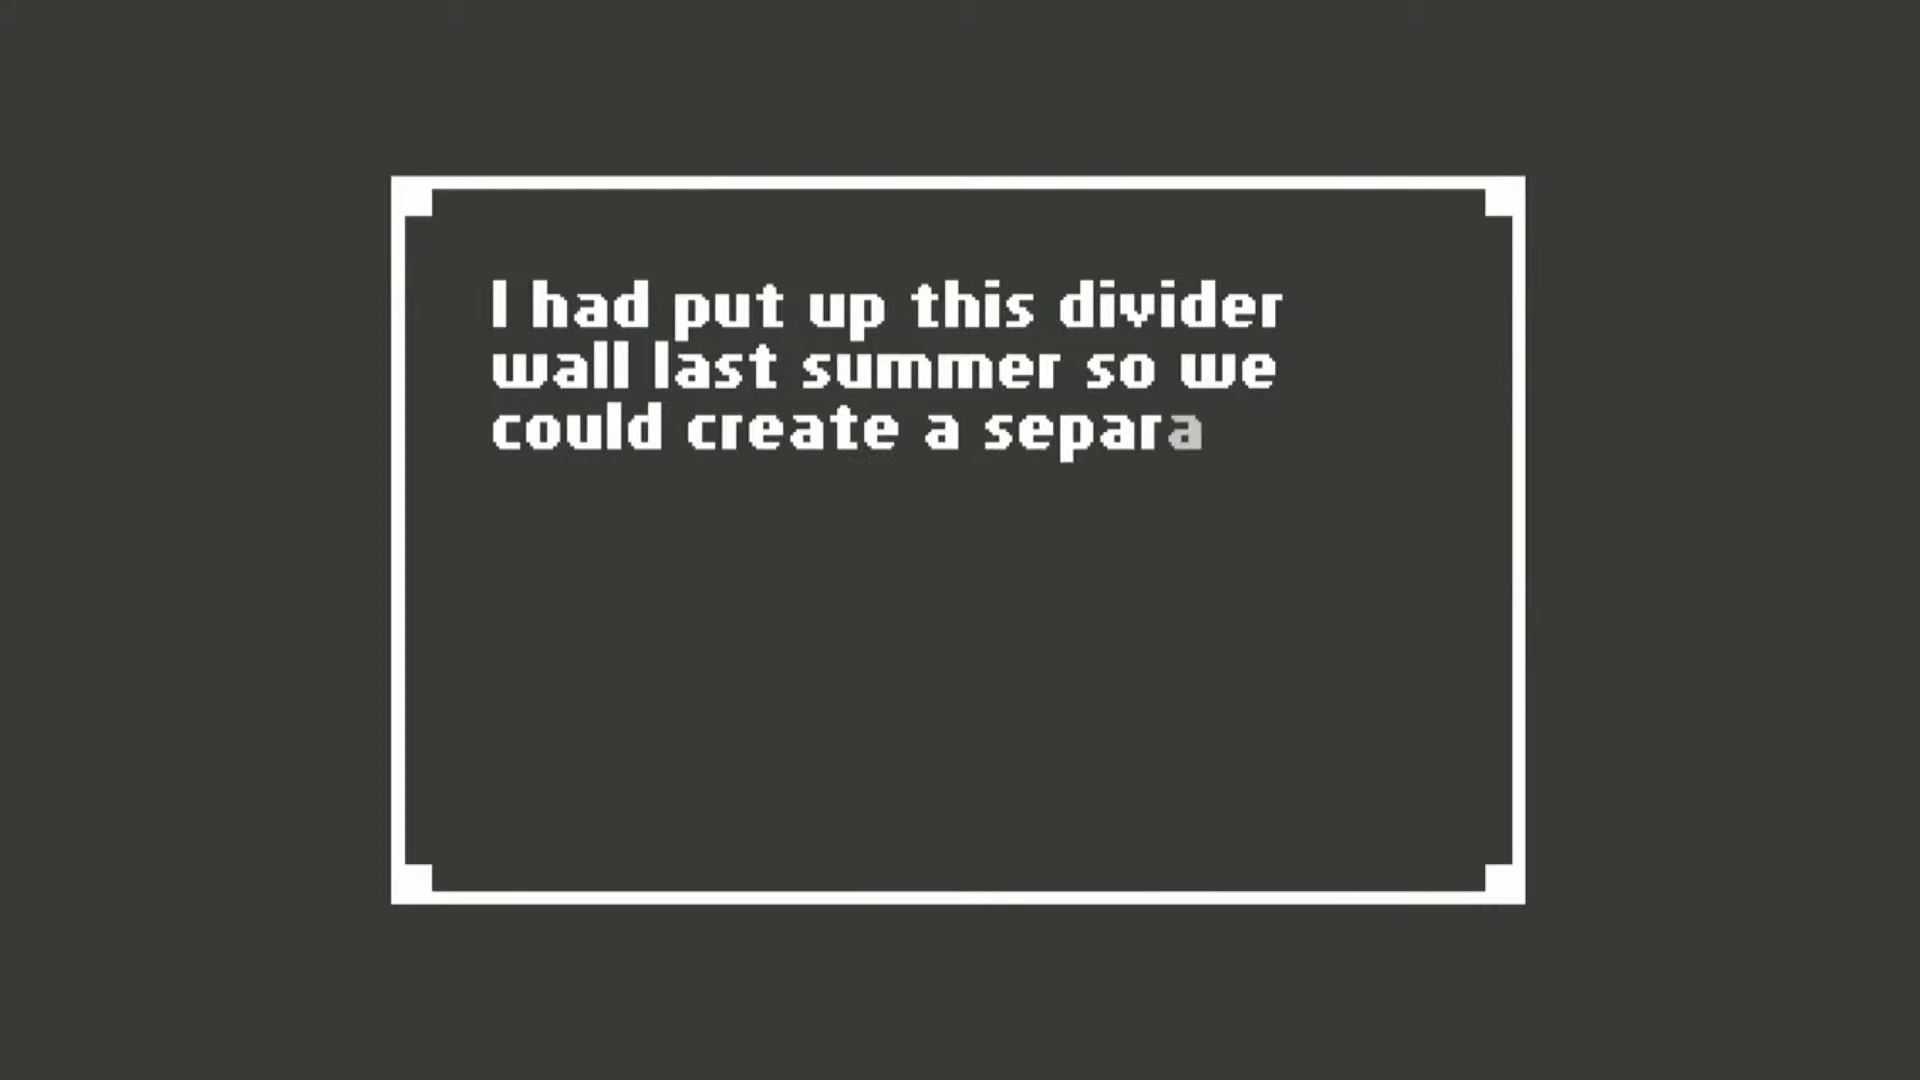 I had put up this divider
wall last summer so we
could create a separa